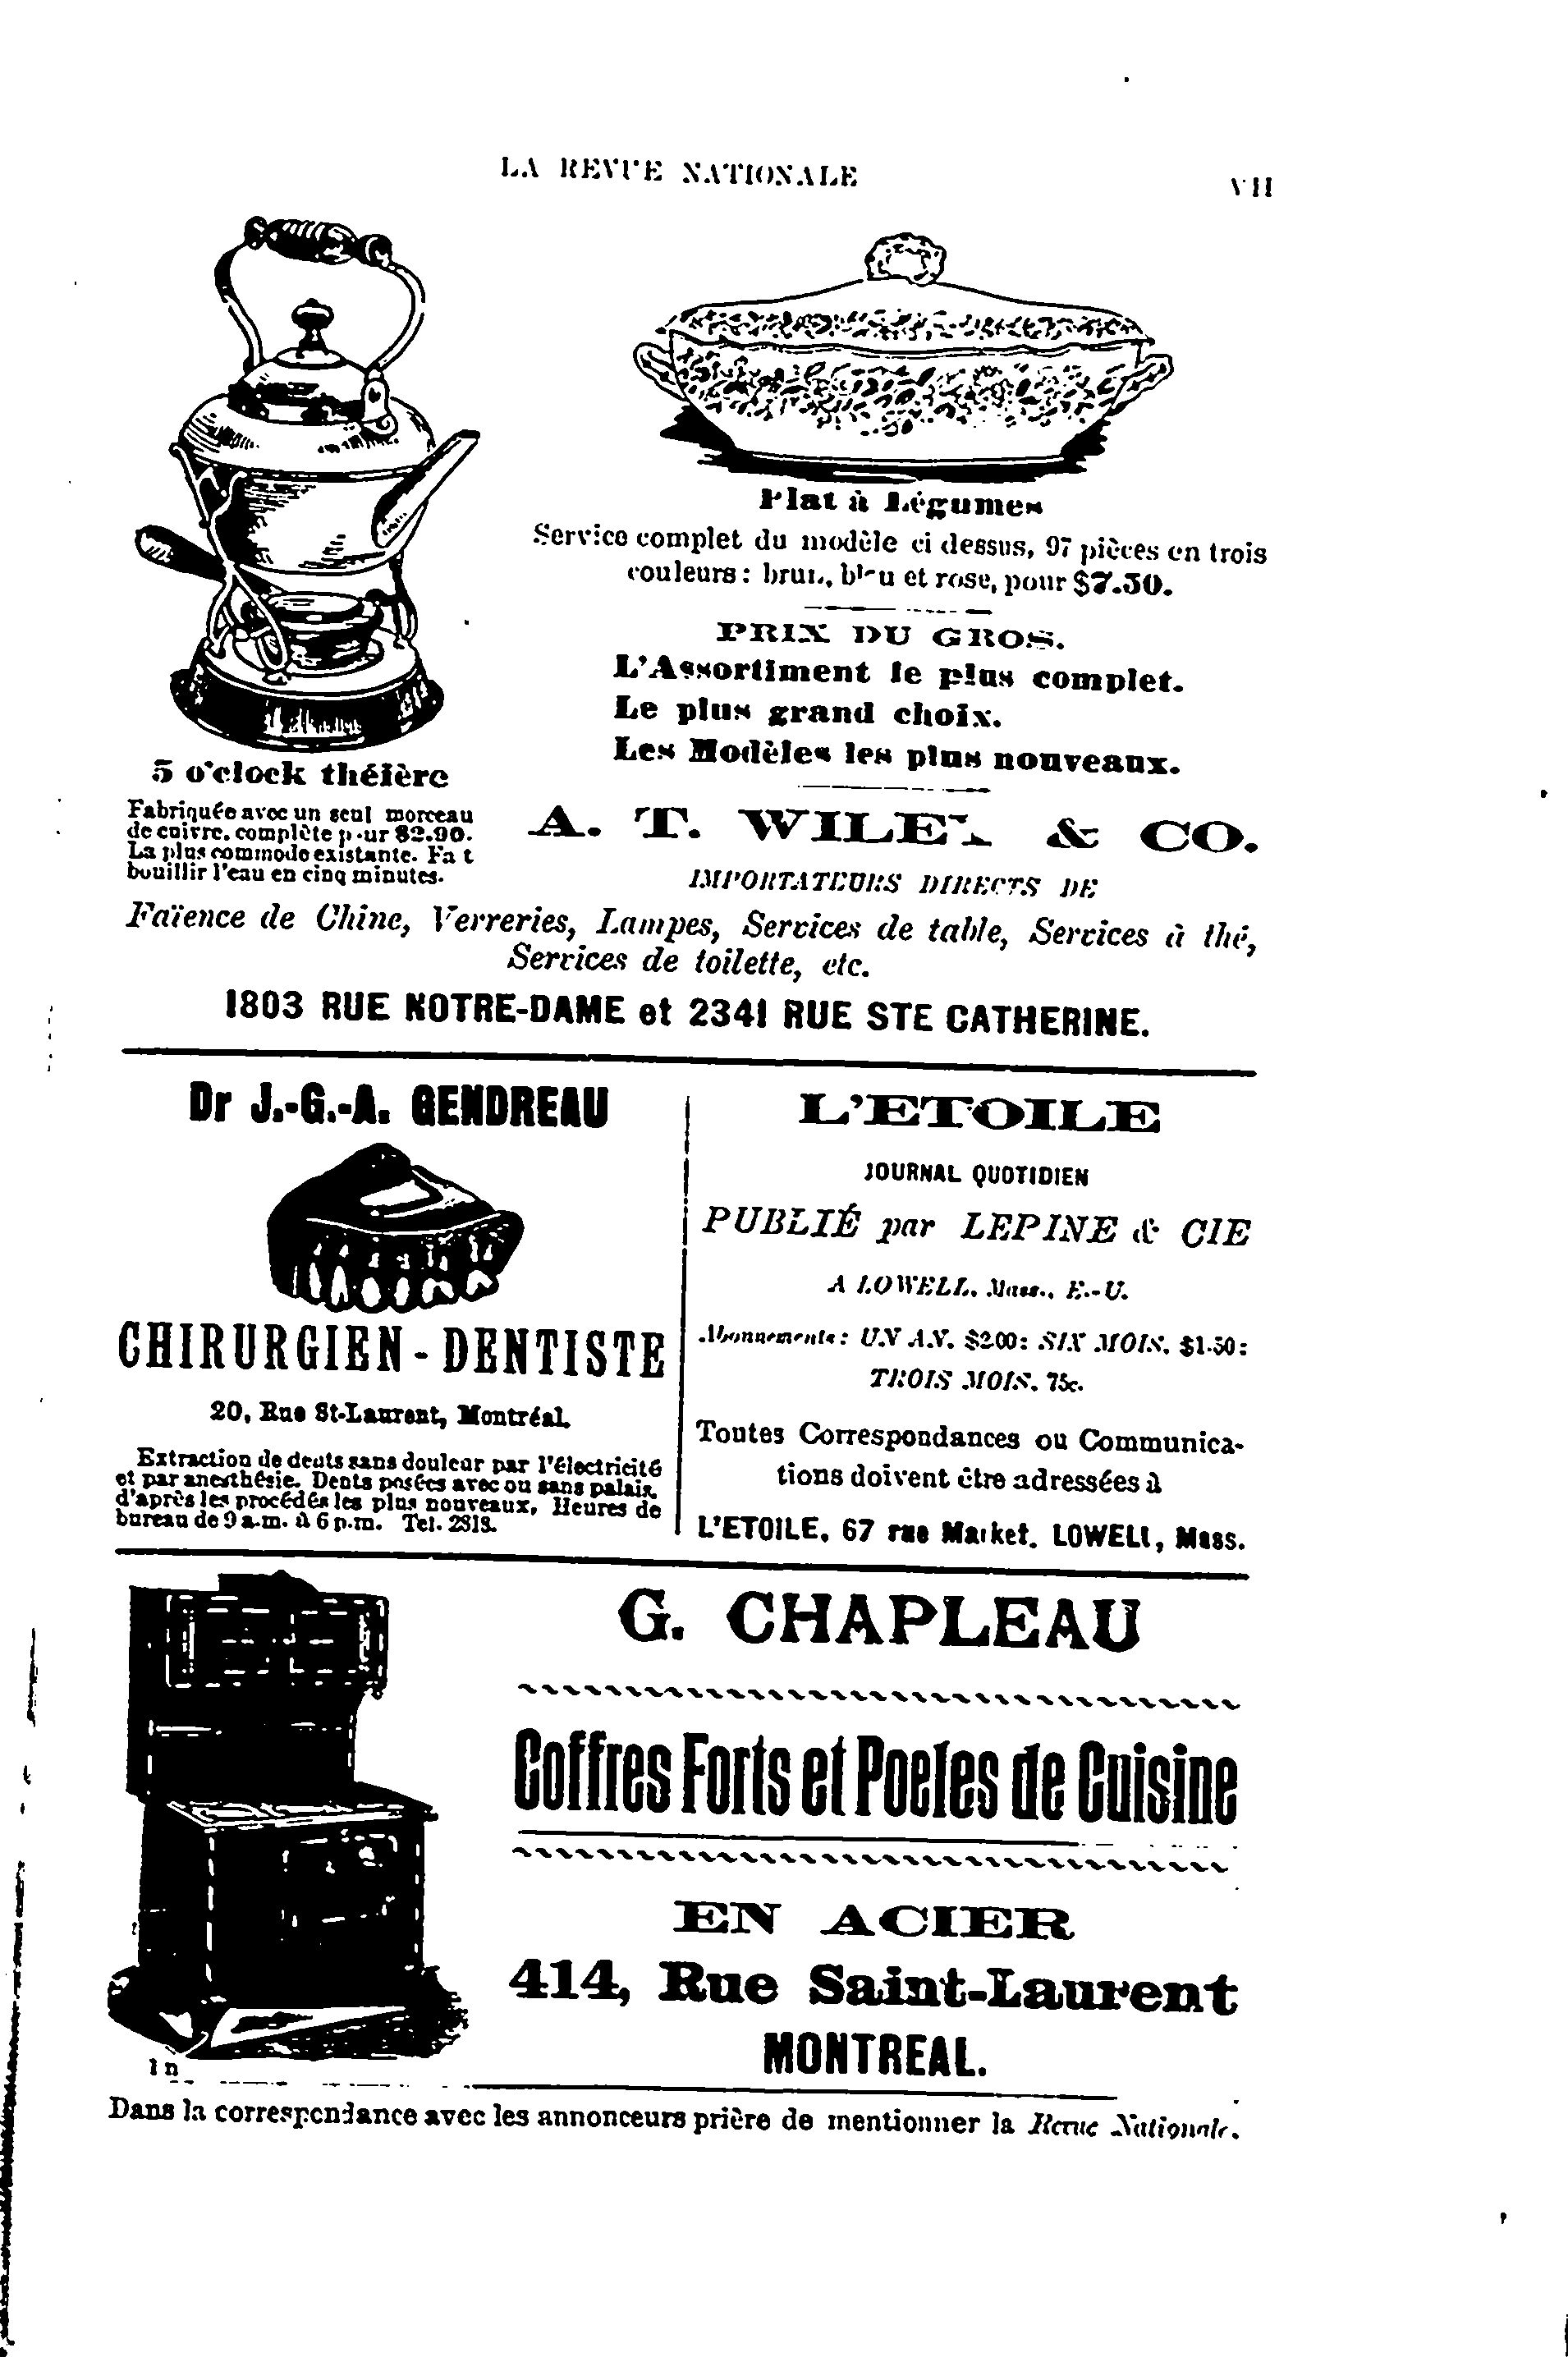 LA REVUE NATIONALE
VII
5 o'clock théïère
Fabriquée avec un seul morceau
de cuivre, complète pour $2.90.
La plus commode existante. Fait
bouillir l'eau en cinq minutes.
Plat à Légumes
Service complet du modèle ci dessus, 97 pièces en trois
couleurs: brun, bleu et rose, pour $7.50.
PRIX DU GROS.
L'Assortiment le plus complet.
Le plus grand choix.
Les Modèles les plus nouveaux.
A. T. WILEY & CO.
IMPORTATEURS DIRECTS DE
Faïence de Chine, Verreries, Lampes, Services de table, Services à thé,
Services de toilette, etc.
1803 RUE NOTRE-DAME et 2341 RUE STE CATHERINE.
Dr J.-G.-A. GENDREAU
CHIRURGIEN-DENTISTE
20, Rue St-Laurent, Montréal.
Extraction de dents sans douleur par l'électricité
et par anesthésie. Dents posées avec ou sans palais,
d'après les procédés les plus nouveaux. Heures de
bureau de 9 a.m. à 6 p.m. Tel. 2818.
L'ETOILE
JOURNAL QUOTIDIEN
PUBLIÉ par LEPINE & CIE
A LOWELL, Mass., E.-U.
Abonnements: UN AN, $2.00: SIX MOIS, $1.50:
TROIS MOIS, 75c.
Toutes Correspondances ou Communica-
tions doivent être adressées à
L'ETOILE, 67 rue Market, LOWELL, Mass.
G. CHAPLEAU
Coffres Forts et Poeles de Cuisine
EN ACIER
414, Rue Saint-Laurent
MONTREAL.
1 n
Dans la correspondance avec les annonceurs prière de mentionner la Revue Nationale.